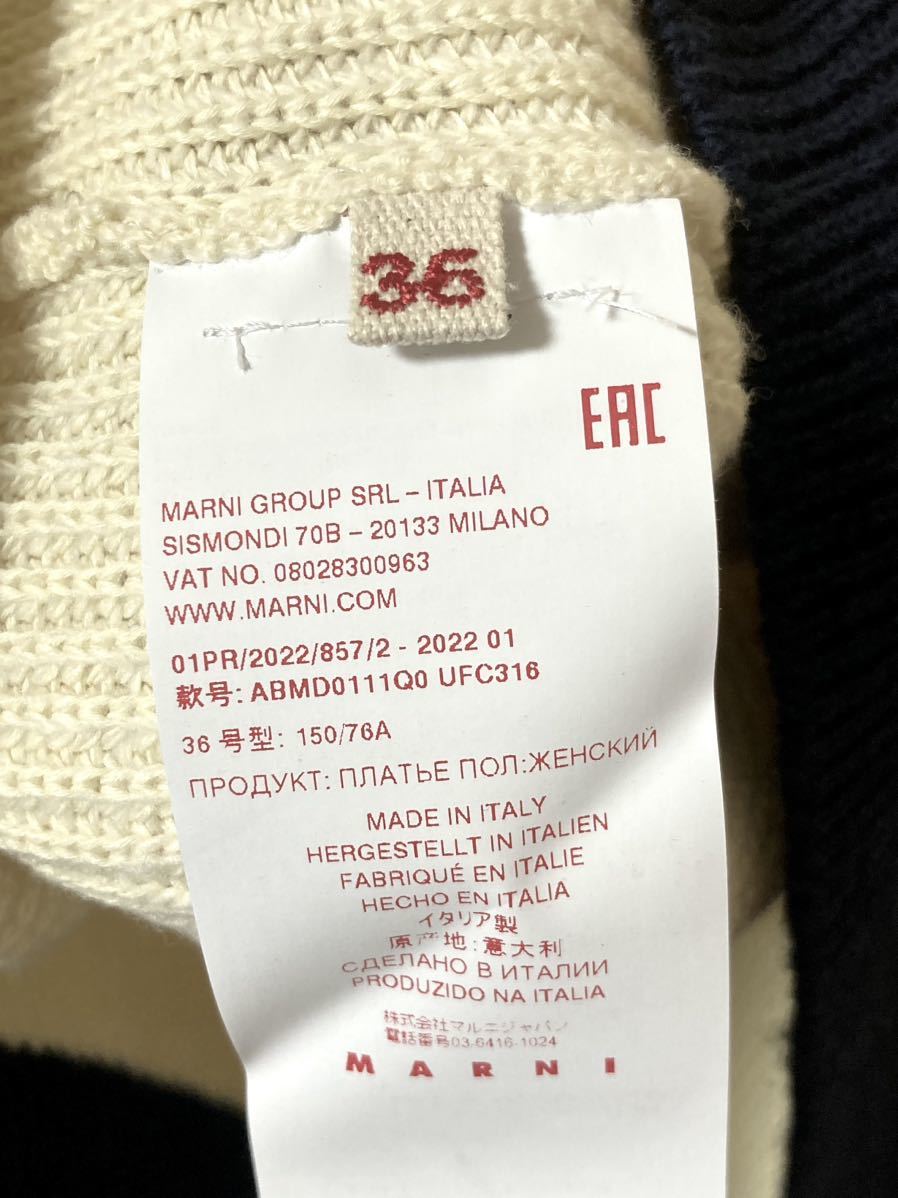 36
EAC
MARNI GROUP SRL – ITALIA
SISMONDI 70B – 20133 MILANO
VAT NO. 08028300963
WWW.MARNI.COM
01PR/2022/857/2 - 2022 01
款号: ABMD0111Q0 UFC316
36 号型: 150/76A
ПРОДУКТ: ПЛАТЬЕ ПОЛ:ЖЕНСКИЙ
MADE IN ITALY
HERGESTELLT IN ITALIEN
FABRIQUÉ EN ITALIE
HECHO EN ITALIA
イタリア製
原产地:意大利
СДЕЛАНО В ИТАЛИИ
PRODUZIDO NA ITALIA
株式会社マルニジャパン
電話番号03-6416-1024
MARNI